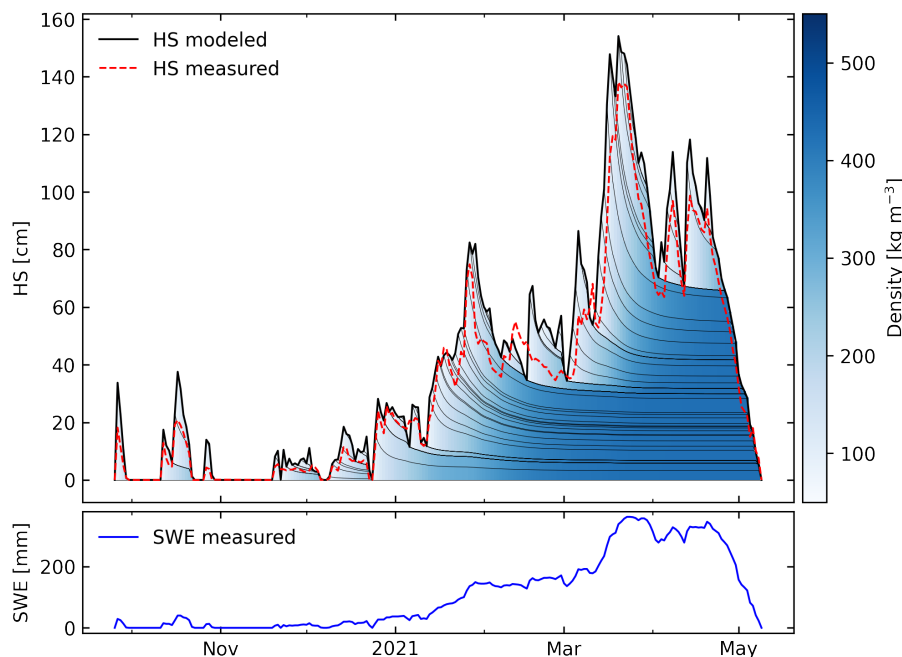 160
140
120
100
80
60
40
20
0
HS [cm]
HS modeled
HS measured
500
400
300
200
100
Density [kg m⁻³]
SWE measured
200
0
SWE [mm]
Nov
2021
Mar
May